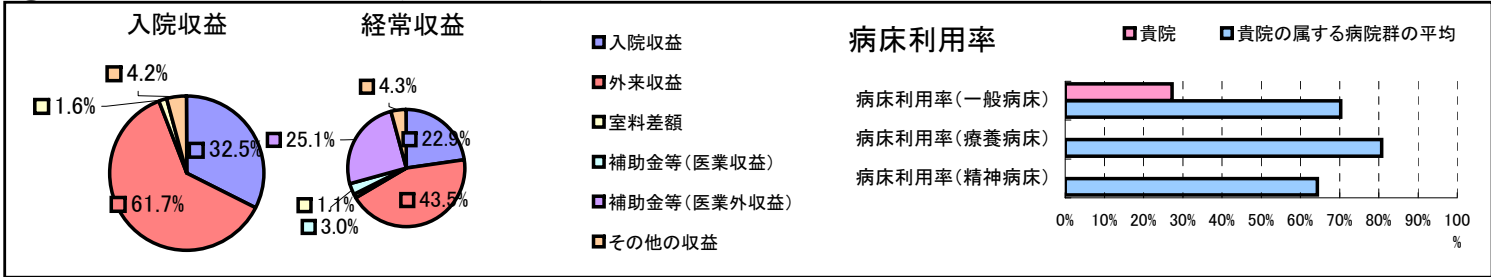 入院収益
4.2%
1.6%
32.5%
61.7%
経常収益
4.3%
25.1%
22.9%
1.1%
3.0%
43.5%
入院収益
外来収益
室料差額
補助金等(医業収益)
補助金等(医業外収益)
その他の収益
病床利用率
貴院 貴院の属する病院群の平均
病床利用率(一般病床)
病床利用率(療養病床)
病床利用率(精神病床)
0% 10% 20% 30% 40% 50% 60% 70% 80% 90% 100
%